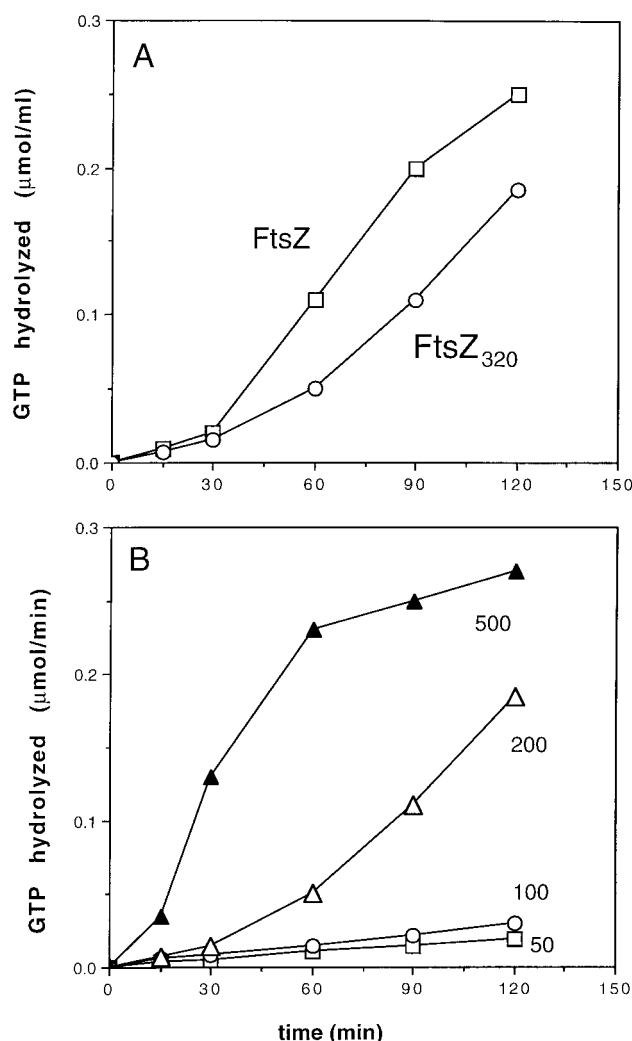 A
GTP hydrolyzed (μmol/ml)
0.3
0.2
0.1
0.0
FtsZ
FtsZ320
0 30 60 90 120 150
B
GTP hydrolyzed (μmol/min)
0.3
0.2
0.1
0.0
500
200
100
50
0 30 60 90 120 150
time (min)